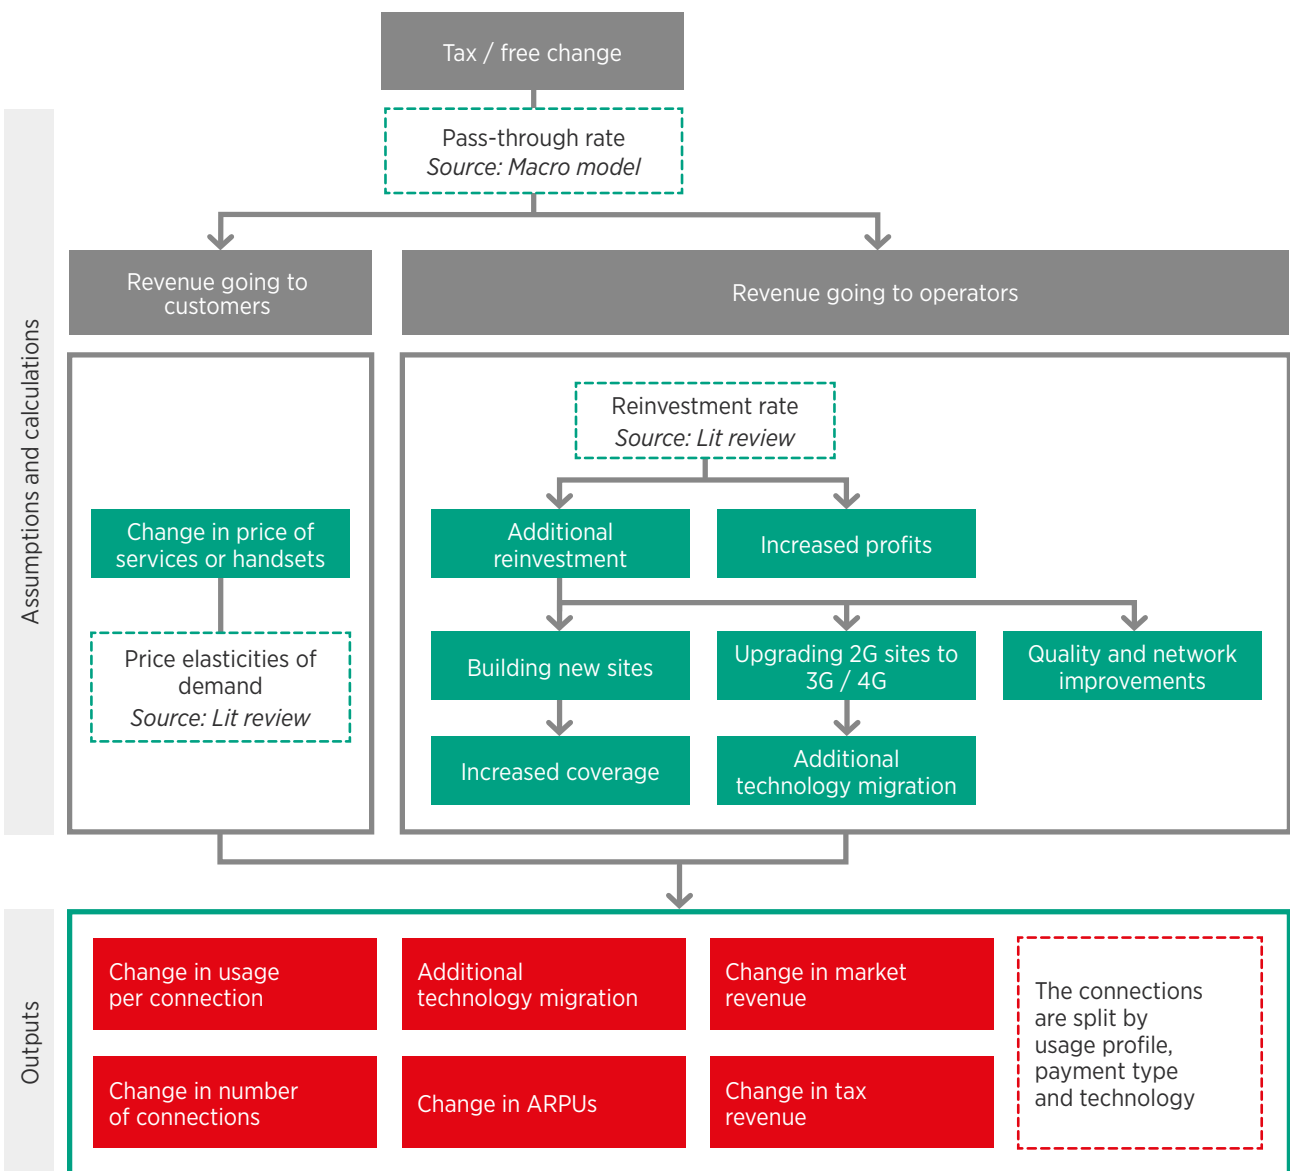 Tax / free change
Pass-through rate
Source: Macro model
Assumptions and calculations
Revenue going to
customers
Revenue going to operators
Reinvestment rate
Source: Lit review
Change in price of
services or handsets
Additional
reinvestment
Increased profits
Price elasticities of
demand
Source: Lit review
Building new sites
Upgrading 2G sites to
3G / 4G
Quality and network
improvements
Increased coverage
Additional
technology migration
Outputs
Change in usage
per connection
Additional
technology migration
Change in market
revenue
The connections
are split by
usage profile,
payment type
and technology
Change in number
of connections
Change in ARPUs
Change in tax
revenue